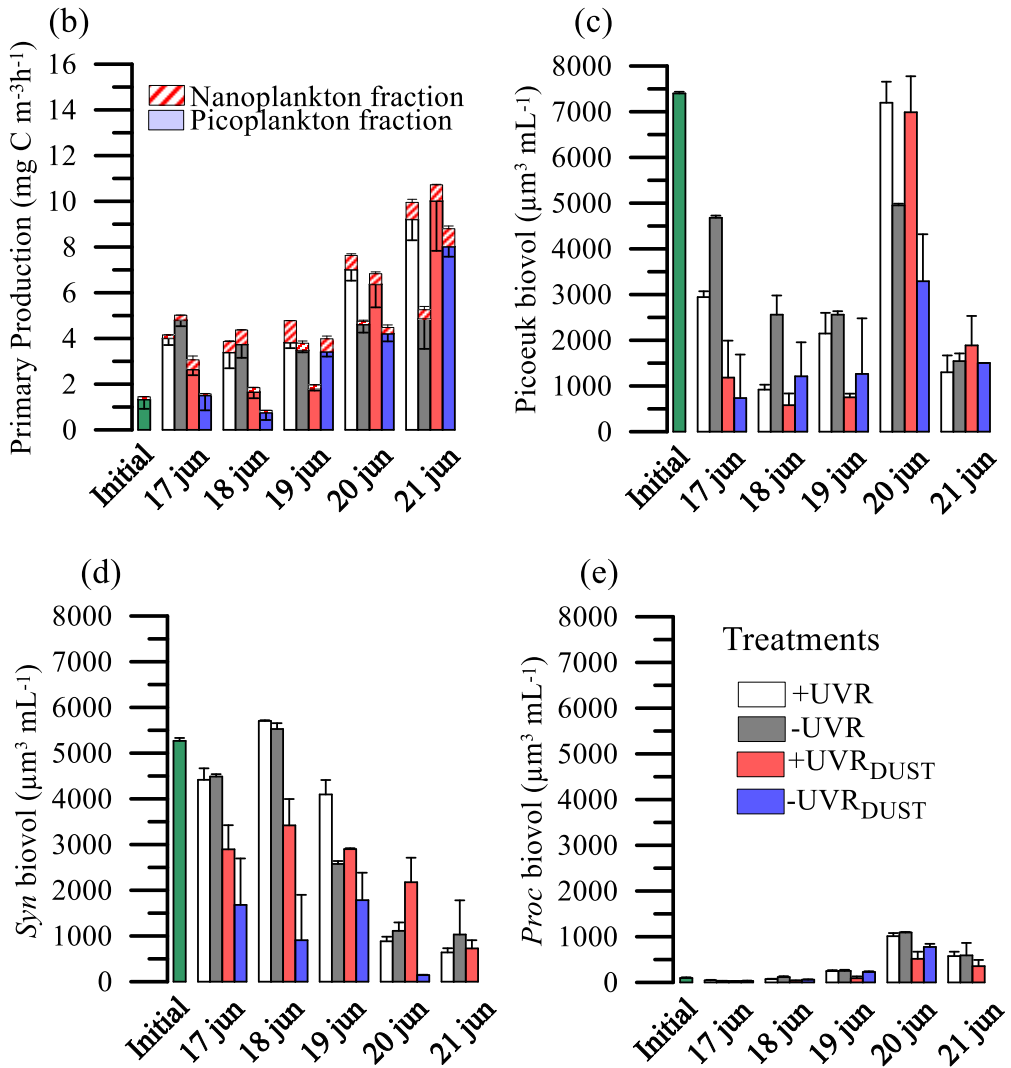 (b)
Primary Production (mg C m⁻³h⁻¹)
16
14
12
10
8
6
4
2
0
Nanoplankton fraction
Picoplankton fraction
Initial
17 jun
18 jun
19 jun
20 jun
21 jun
(c)
Picoeuk biovol (µm³ mL⁻¹)
8000
7000
6000
5000
4000
3000
2000
1000
0
Initial
17 jun
18 jun
19 jun
20 jun
21 jun
(d)
Syn biovol (µm³ mL⁻¹)
8000
7000
6000
5000
4000
3000
2000
1000
0
Initial
17 jun
18 jun
19 jun
20 jun
21 jun
(e)
Proc biovol (µm³ mL⁻¹)
8000
7000
6000
5000
4000
3000
2000
1000
0
Treatments
+UVR
-UVR
+UVR DUST
-UVR DUST
Initial
17 jun
18 jun
19 jun
20 jun
21 jun